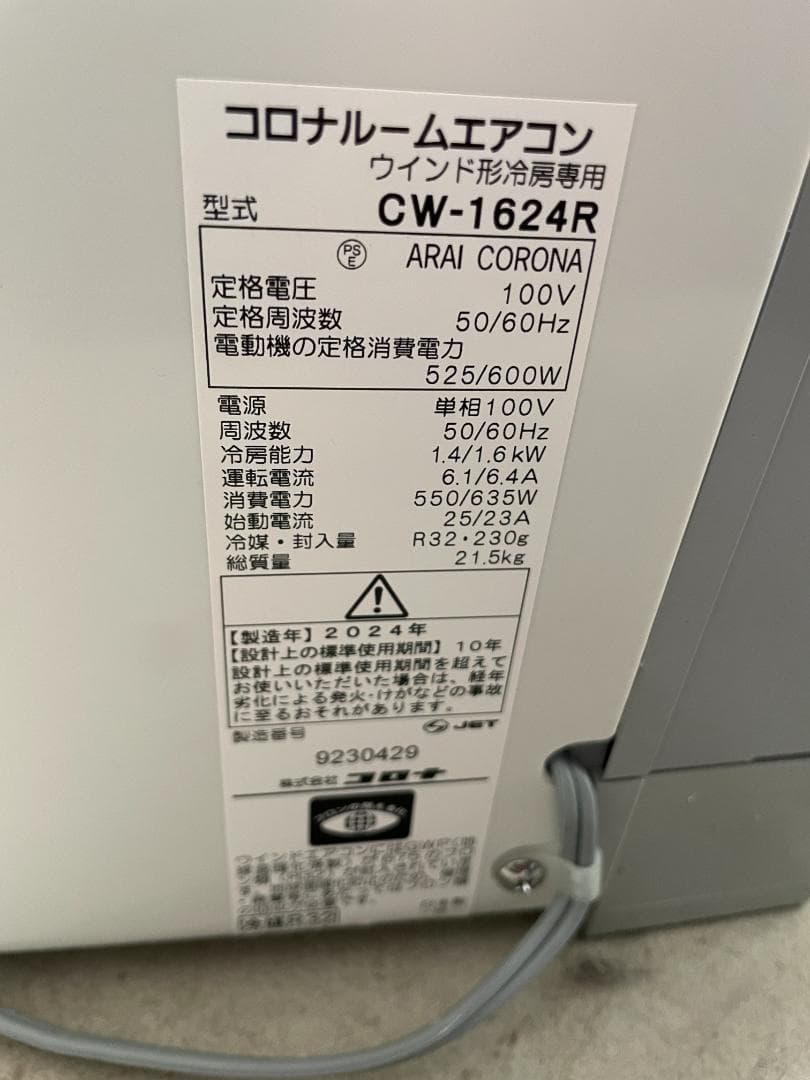 コロナルームエアコン
ウインド形冷房専用
型式 CW-1624R
PS E ARAI CORONA
定格電圧 100V
定格周波数 50/60Hz
電動機の定格消費電力
525/600W
電源 単相100V
周波数 50/60Hz
冷房能力 1.4/1.6kW
運転電流 6.1/6.4A
消費電力 550/635W
始動電流 25/23A
冷媒・封入量 R32・230g
総質量 21.5kg
【製造年】2024年
【設計上の標準使用期間】10年
設計上の標準使用期間を超えて
お使いいただいた場合は、経年
劣化による発火・けがなどの事故
に至るおそれがあります。
JET
製造番号
9230429
株式会社 コロナ
冷媒R32